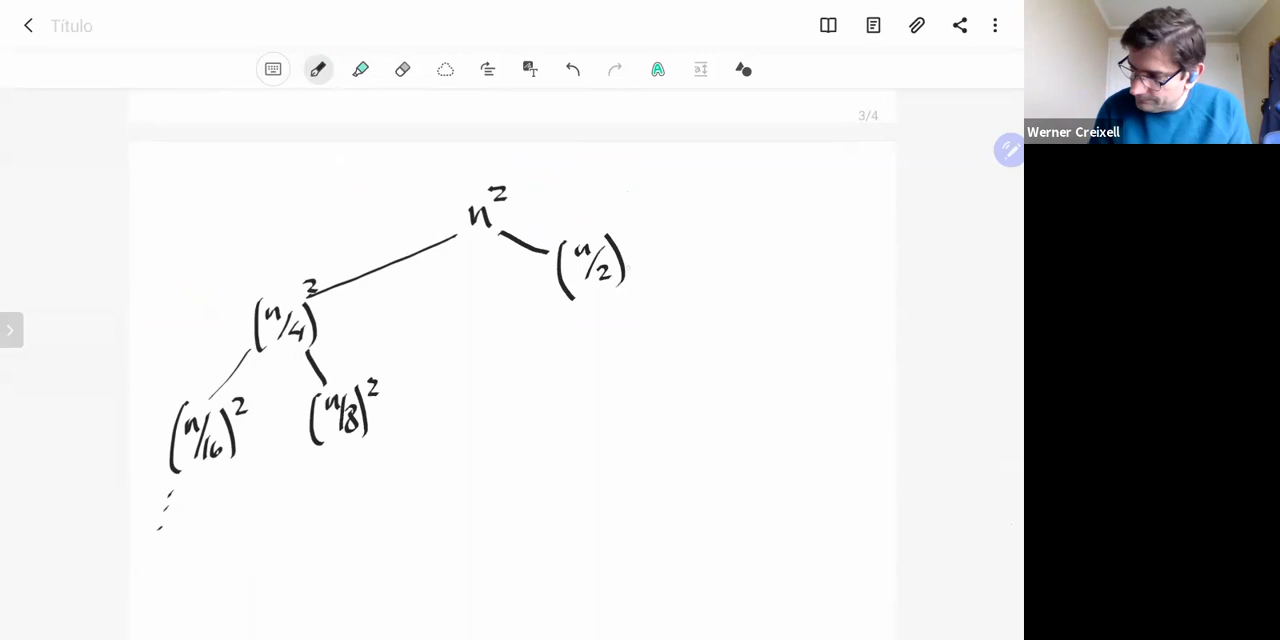 Título
3/4
Werner Creixell
n²
(n/2)
(n/4)²
(n/16)² (n/8)²